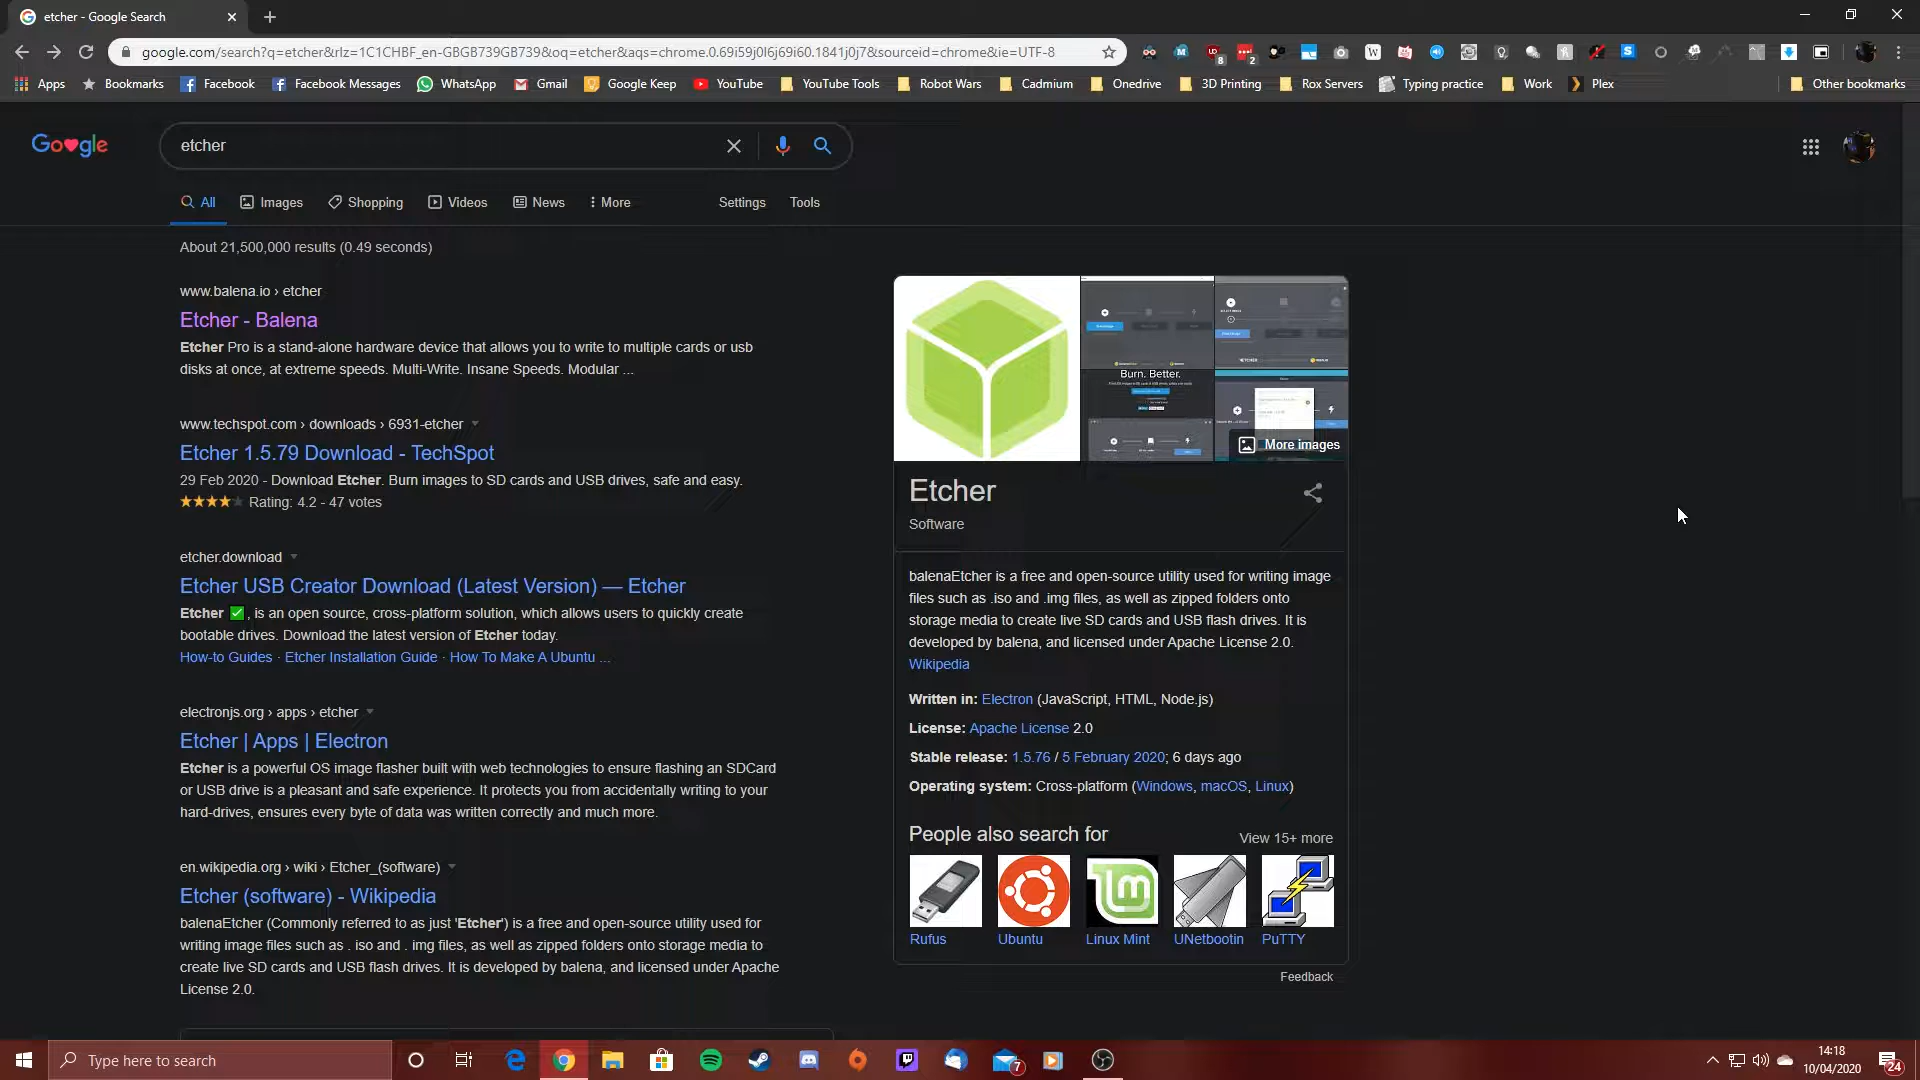 etcher - Google Search
google.com/search?q=etcher&rlz=1C1CHBF_en-GBGB739GB739&oq=etcher&aqs=chrome.0.69i59j0l6j69i60.1841j0j7&sourceid=chrome&ie=UTF-8
8
2
Apps
Bookmarks
Facebook
Facebook Messages
WhatsApp
Gmail
Google Keep
YouTube
YouTube Tools
Robot Wars
Cadmium
Onedrive
3D Printing
Rox Servers
Typing practice
Work
Plex
Other bookmarks
etcher
All
Images
Shopping
Videos
News
More
Settings
Tools
About 21,500,000 results (0.49 seconds)
www.balena.io › etcher
Etcher - Balena
Etcher Pro is a stand-alone hardware device that allows you to write to multiple cards or usb
disks at once, at extreme speeds. Multi-Write. Insane Speeds. Modular ...
www.techspot.com › downloads › 6931-etcher
Etcher 1.5.79 Download - TechSpot
29 Feb 2020 - Download Etcher. Burn images to SD cards and USB drives, safe and easy.
Rating: 4.2 - 47 votes
etcher.download
Etcher USB Creator Download (Latest Version) — Etcher
Etcher ✅, is an open source, cross-platform solution, which allows users to quickly create
bootable drives. Download the latest version of Etcher today.
How-to Guides · Etcher Installation Guide · How To Make A Ubuntu ...
electronjs.org › apps › etcher
Etcher | Apps | Electron
Etcher is a powerful OS image flasher built with web technologies to ensure flashing an SDCard
or USB drive is a pleasant and safe experience. It protects you from accidentally writing to your
hard-drives, ensures every byte of data was written correctly and much more.
en.wikipedia.org › wiki › Etcher_(software)
Etcher (software) - Wikipedia
balenaEtcher (Commonly referred to as just 'Etcher') is a free and open-source utility used for
writing image files such as . iso and . img files, as well as zipped folders onto storage media to
create live SD cards and USB flash drives. It is developed by balena, and licensed under Apache
License 2.0.
Burn. Better.
More images
Etcher
Software
balenaEtcher is a free and open-source utility used for writing image
files such as .iso and .img files, as well as zipped folders onto
storage media to create live SD cards and USB flash drives. It is
developed by balena, and licensed under Apache License 2.0.
Wikipedia
Written in: Electron (JavaScript, HTML, Node.js)
License: Apache License 2.0
Stable release: 1.5.76 / 5 February 2020; 6 days ago
Operating system: Cross-platform (Windows, macOS, Linux)
People also search for
View 15+ more
Rufus
Ubuntu
Linux Mint
UNetbootin
PuTTY
Feedback
Type here to search
7
14:18
10/04/2020
24